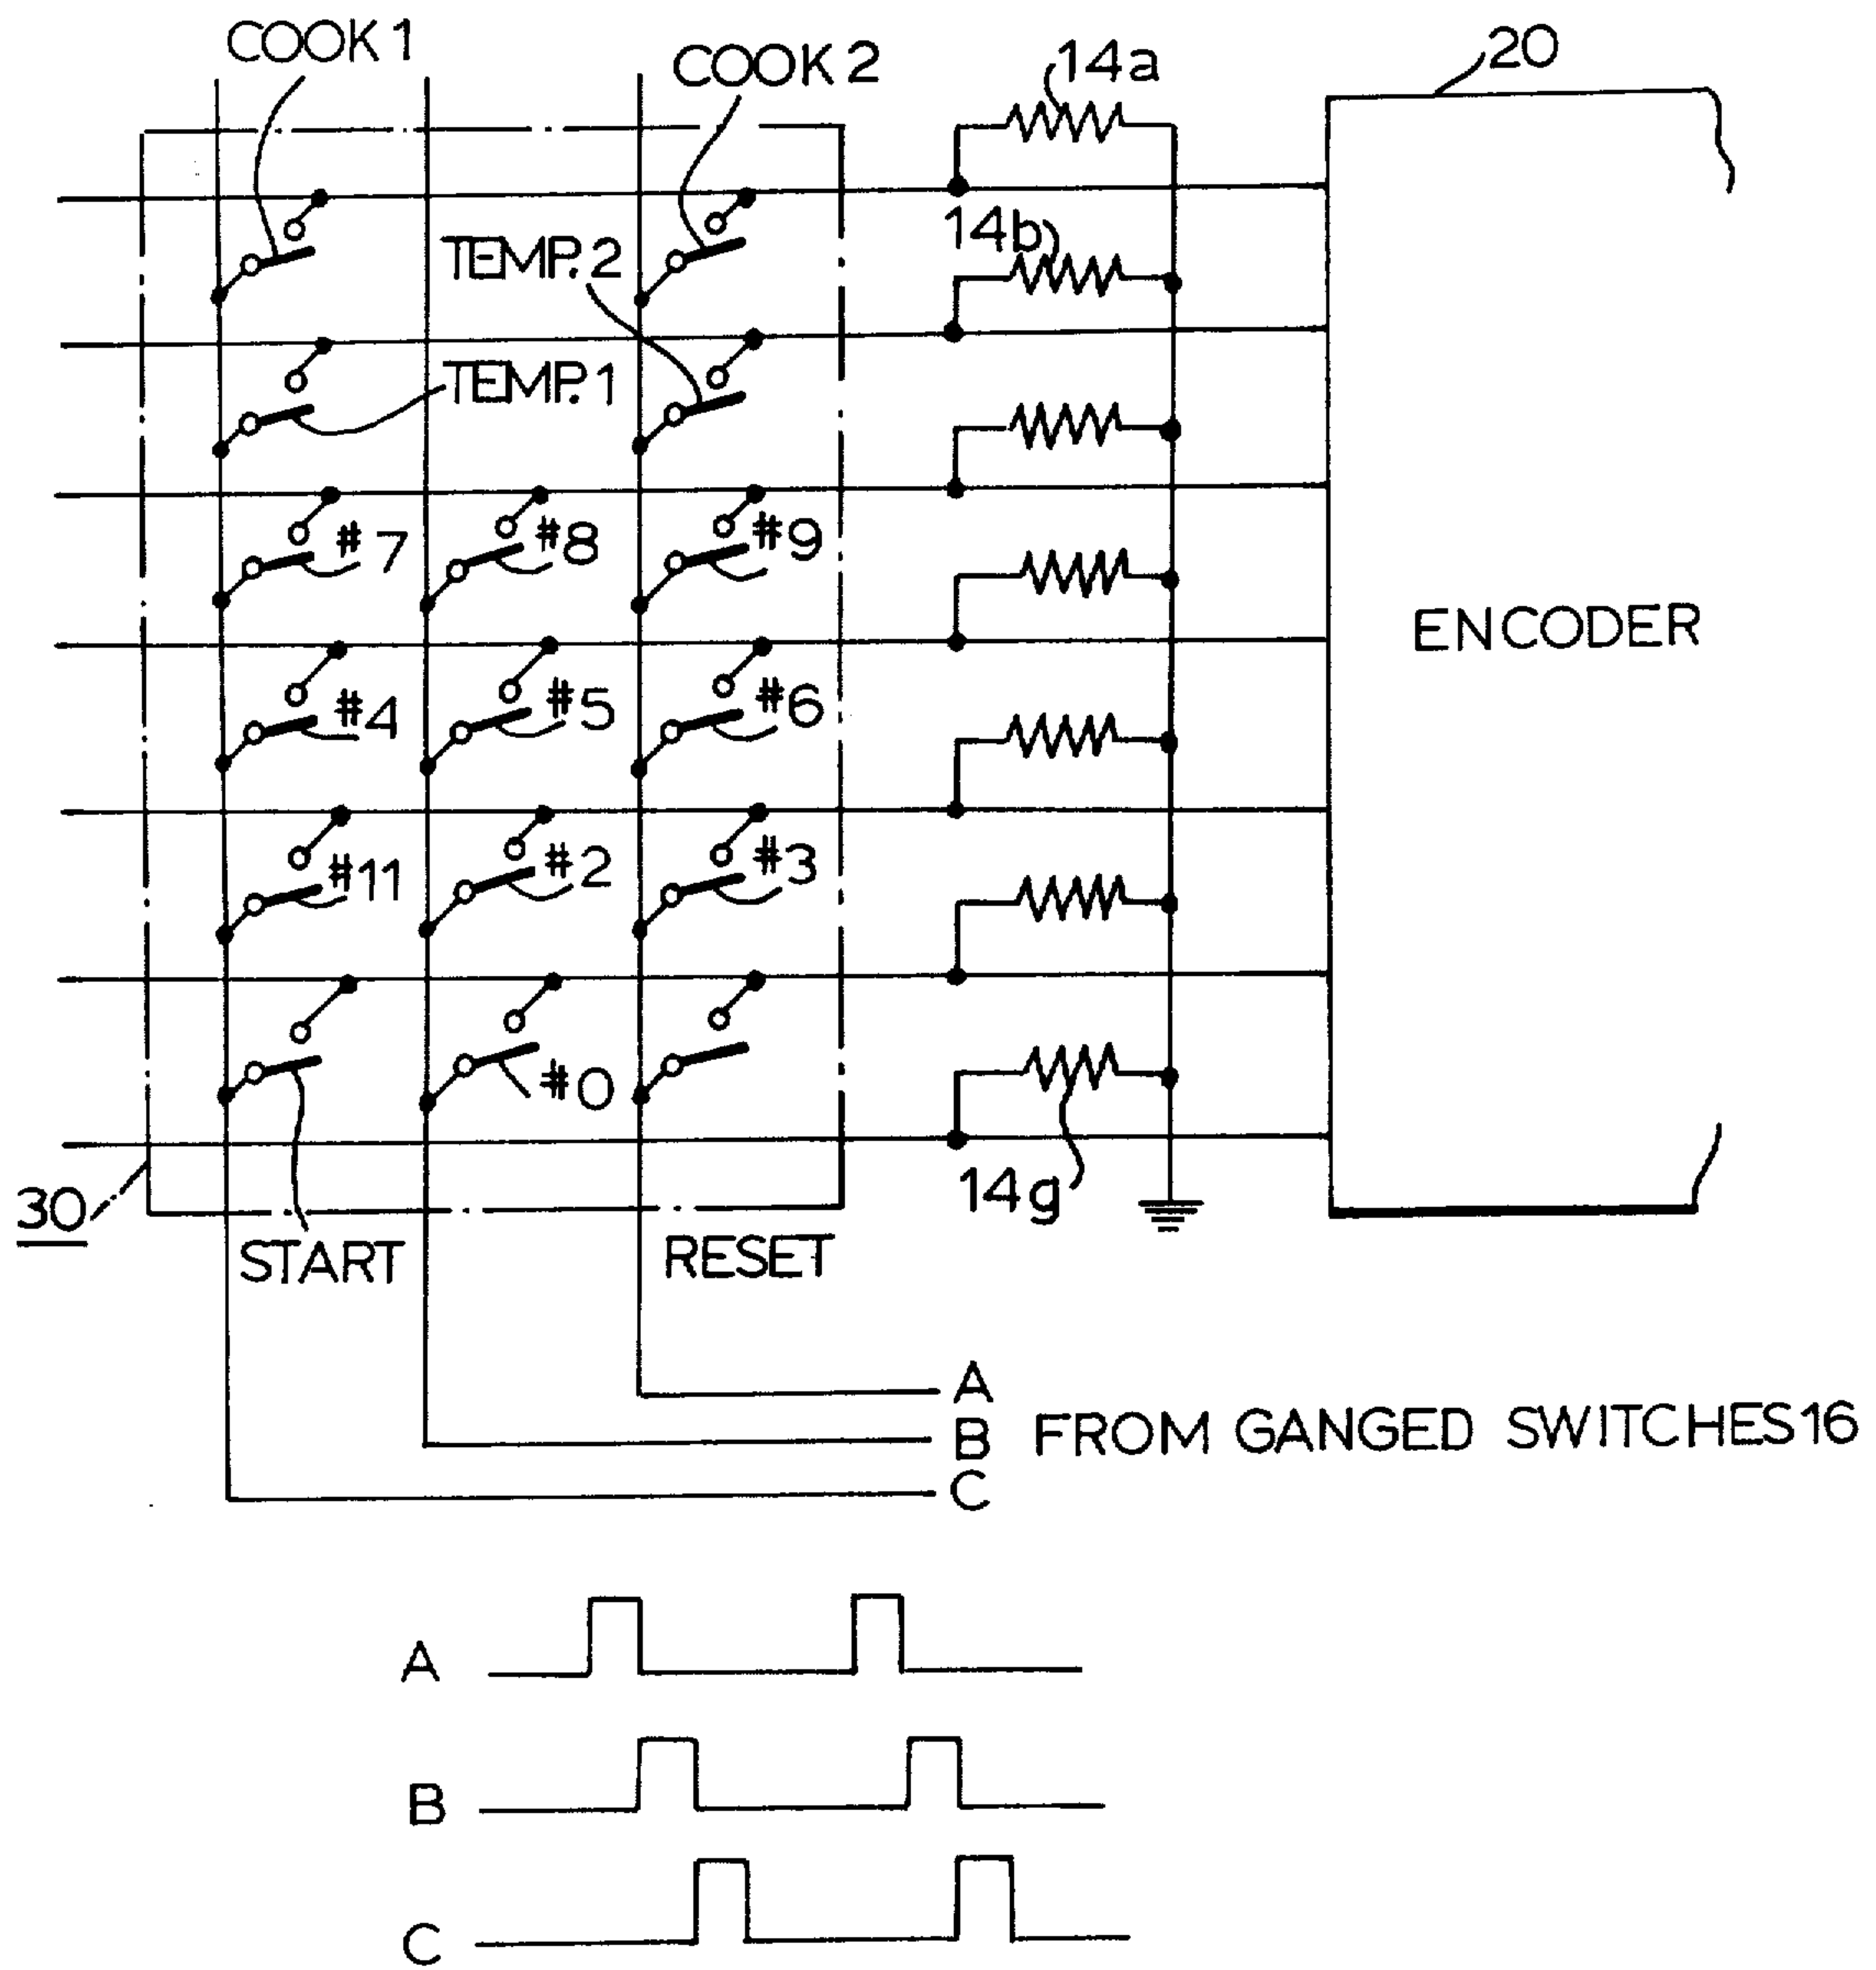 COOK 1
COOK 2
14a
20
14b
TEMP. 2
TEMP. 1
#7
#8
#9
ENCODER
#4
#5
#6
#11
#2
#3
#0
14g
30
START
RESET
A
B FROM GANGED SWITCHES 16
C
A
B
C